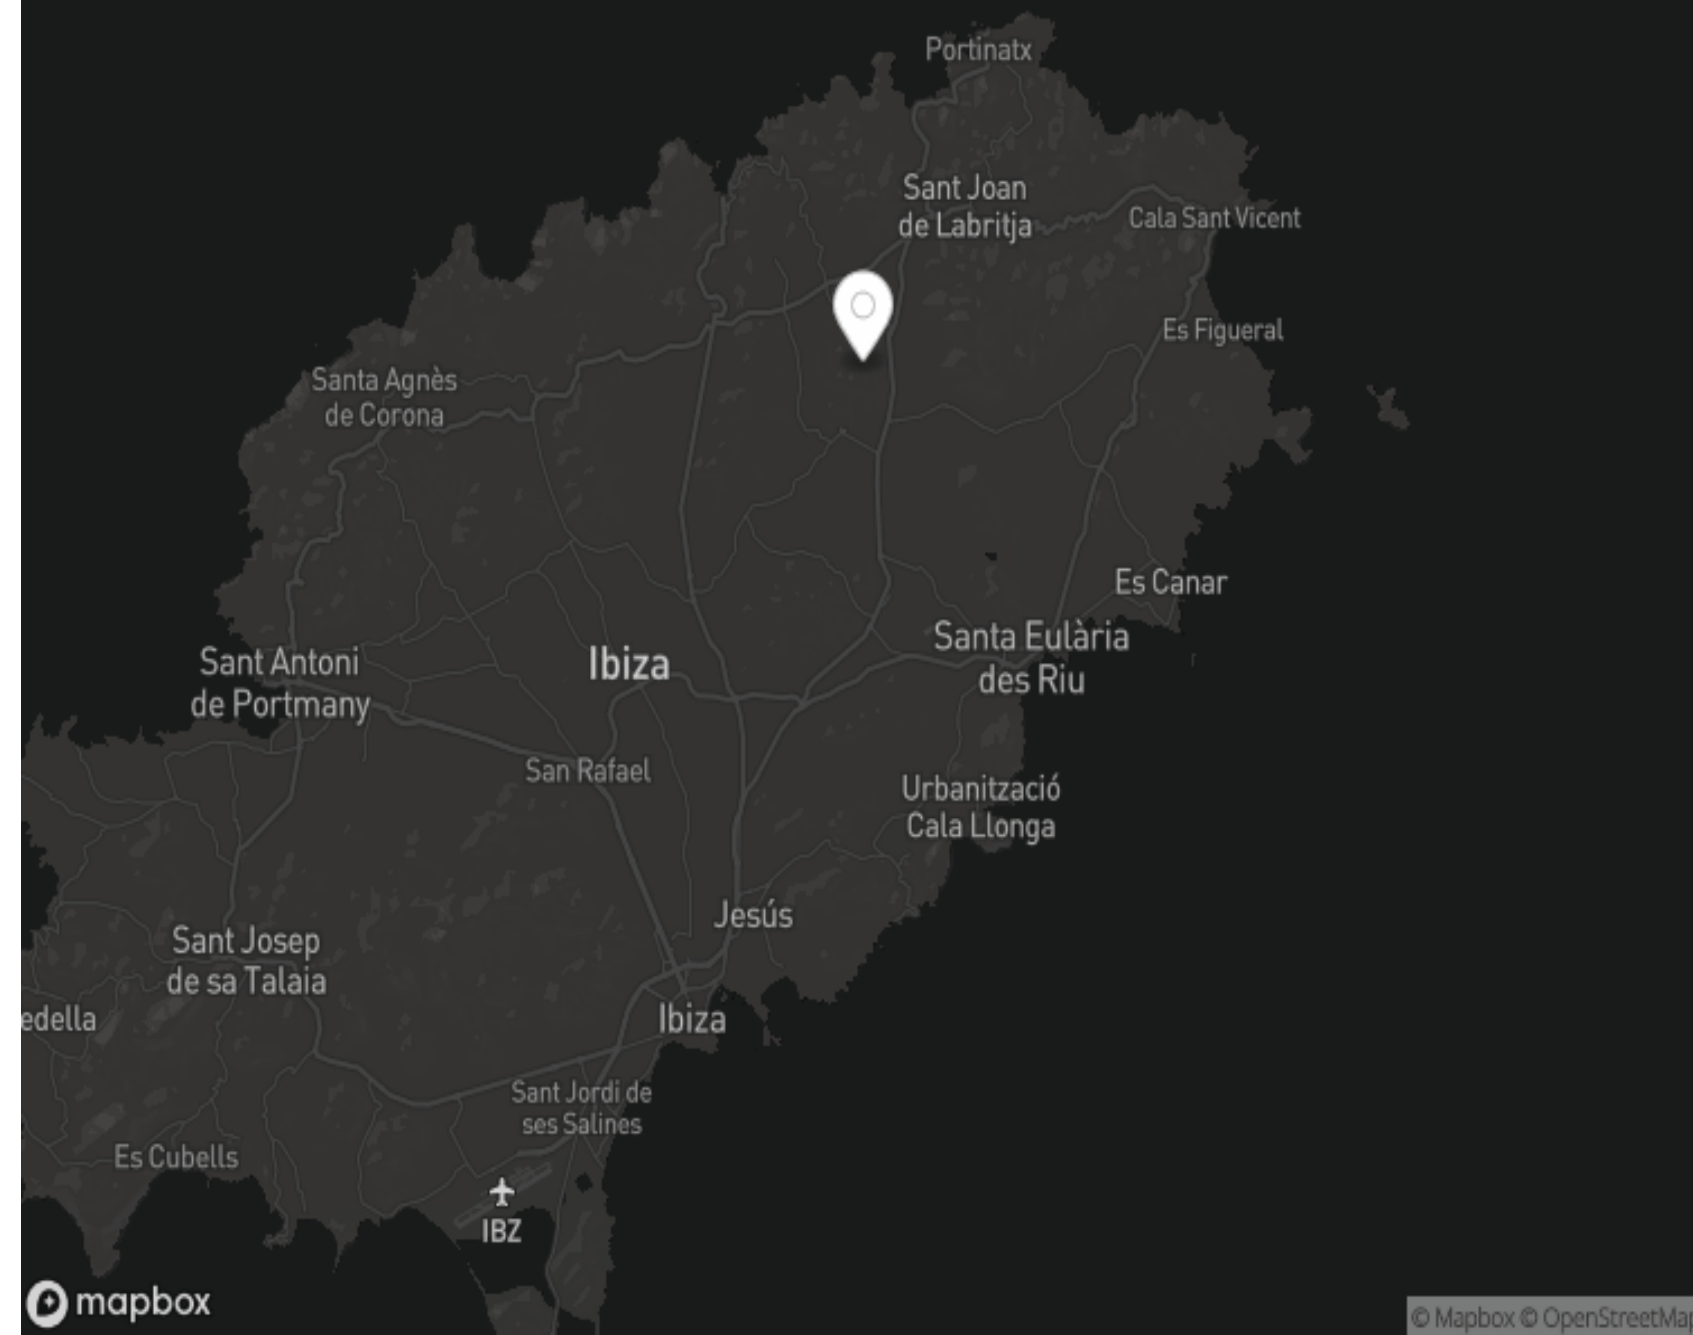 Portinatx
Sant Joan
de Labritja
Cala Sant Vicent
Es Figueral
Santa Agnès
de Corona
Es Canar
Santa Eulària
des Riu
Sant Antoni
de Portmany
Ibiza
San Rafael
Urbanització
Cala Llonga
Jesús
Sant Josep
de sa Talaia
edella
Ibiza
Sant Jordi de
ses Salines
Es Cubells
IBZ
mapbox
© Mapbox © OpenStreetMap